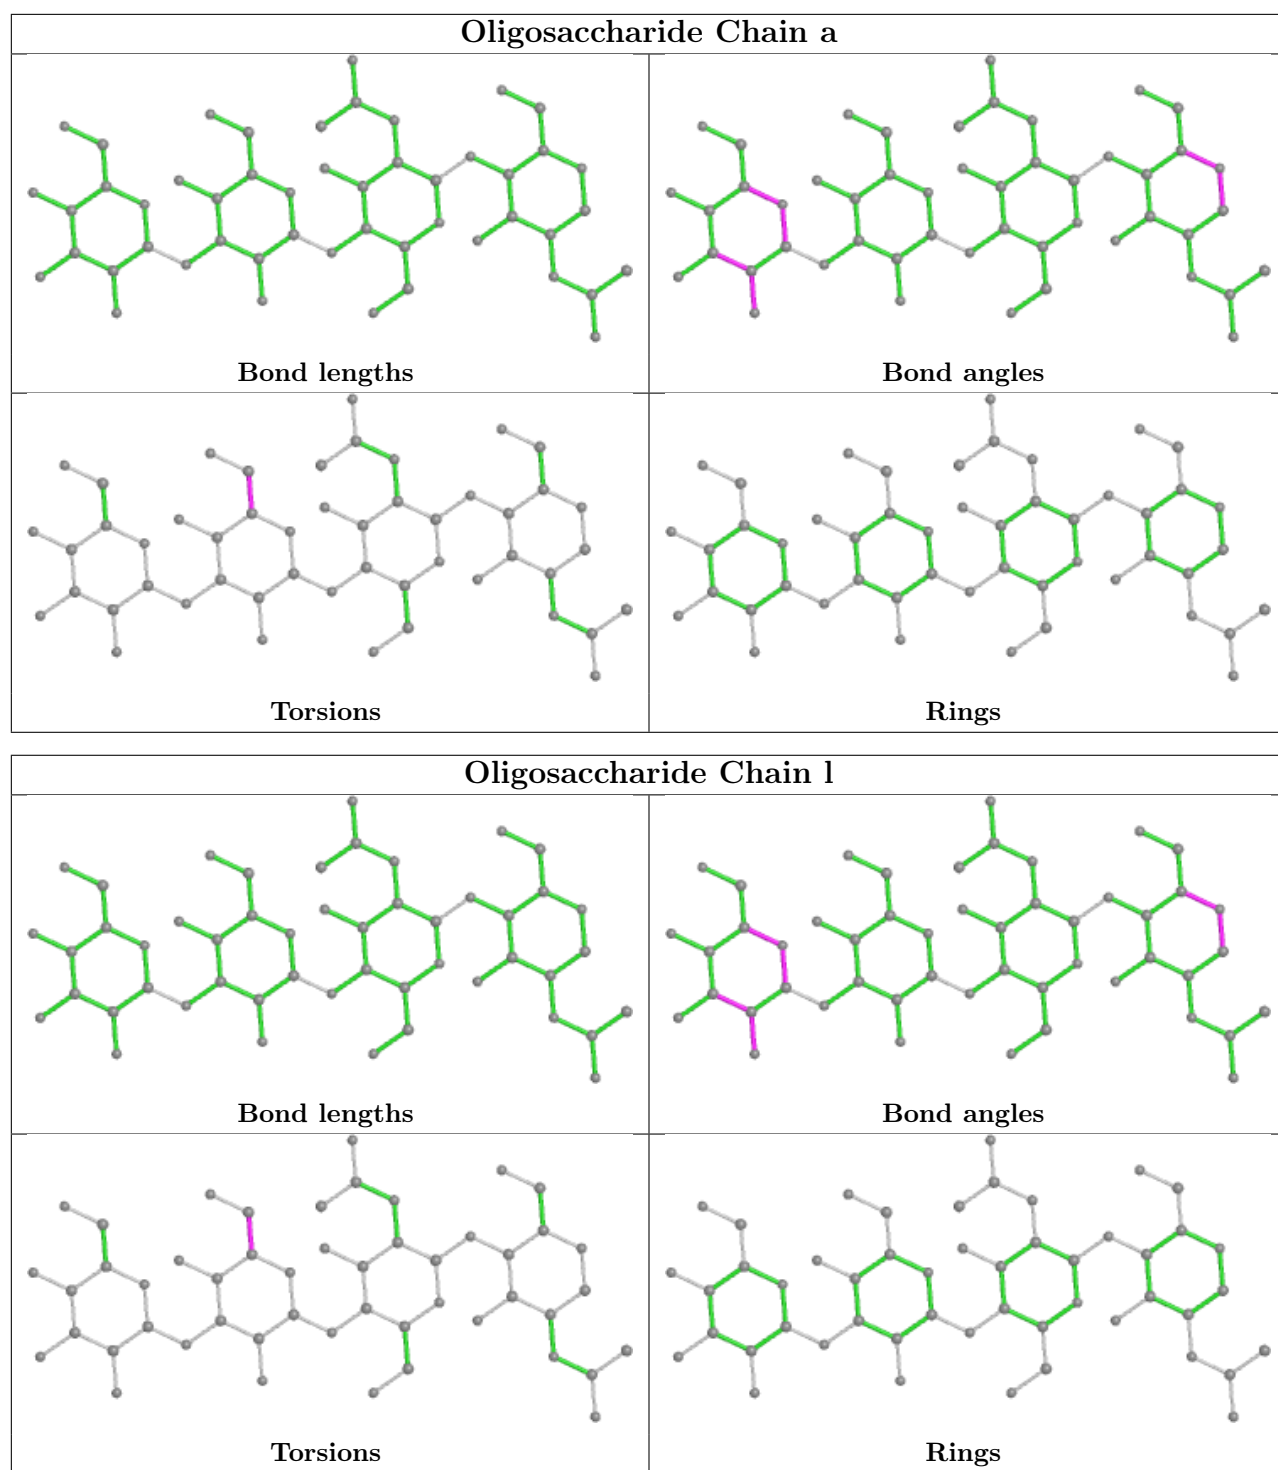 Oligosaccharide Chain a
Bond lengths
Bond angles
Torsions
Rings
Oligosaccharide Chain l
Bond lengths
Bond angles
Torsions
Rings